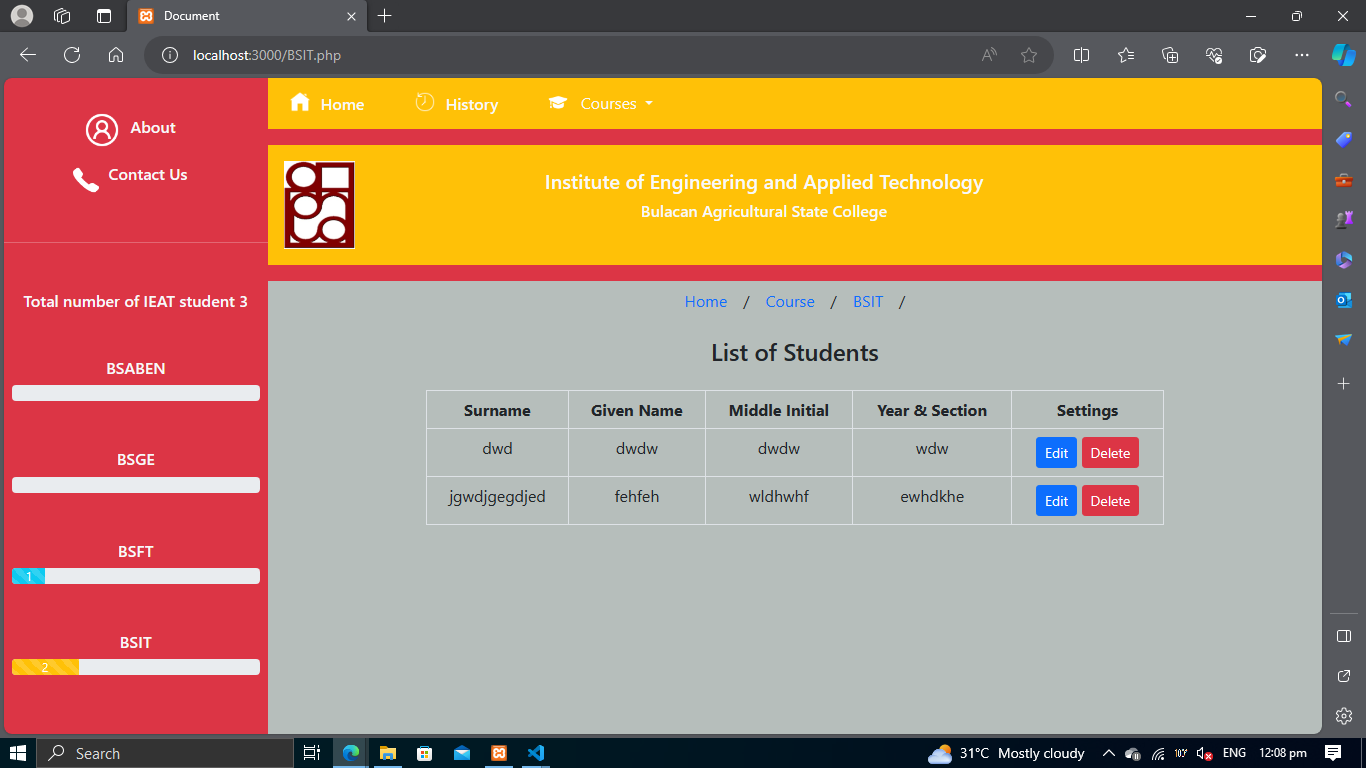 Document
localhost:3000/BSIT.php
About
Contact Us
Total number of IEAT student 3
BSABEN
BSGE
BSFT
1
BSIT
2
Home History Courses
Institute of Engineering and Applied Technology
Bulacan Agricultural State College
Home / Course / BSIT /
List of Students
Surname Given Name Middle Initial Year & Section Settings
dwd dwdw dwdw wdw Edit Delete
jgwdjgegdjed fehfeh wldhwhf ewhdkhe Edit Delete
Search 31°C Mostly cloudy ENG 12:08 pm